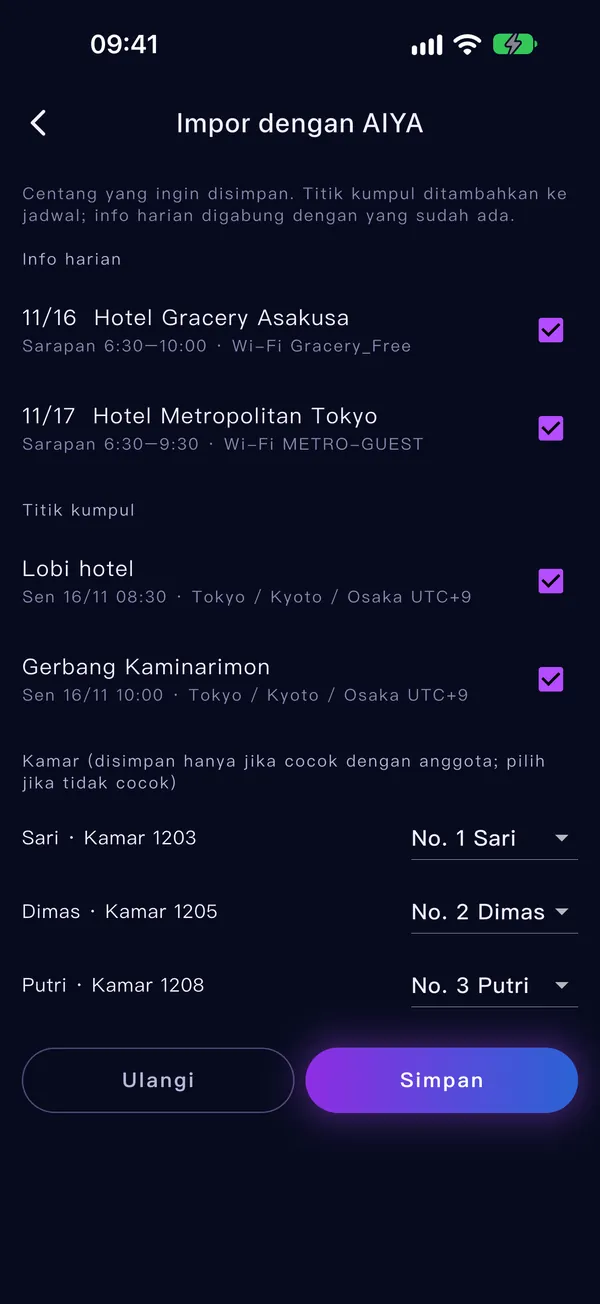 09:41
Impor dengan AIYA
Centang yang ingin disimpan. Titik kumpul ditambahkan ke
jadwal; info harian digabung dengan yang sudah ada.
Info harian
11/16 Hotel Gracery Asakusa
Sarapan 6:30–10:00 · Wi-Fi Gracery_Free
11/17 Hotel Metropolitan Tokyo
Sarapan 6:30–9:30 · Wi-Fi METRO-GUEST
Titik kumpul
Lobi hotel
Sen 16/11 08:30 · Tokyo / Kyoto / Osaka UTC+9
Gerbang Kaminarimon
Sen 16/11 10:00 · Tokyo / Kyoto / Osaka UTC+9
Kamar (disimpan hanya jika cocok dengan anggota; pilih
jika tidak cocok)
Sari · Kamar 1203
No. 1 Sari
Dimas · Kamar 1205
No. 2 Dimas
Putri · Kamar 1208
No. 3 Putri
Ulangi
Simpan